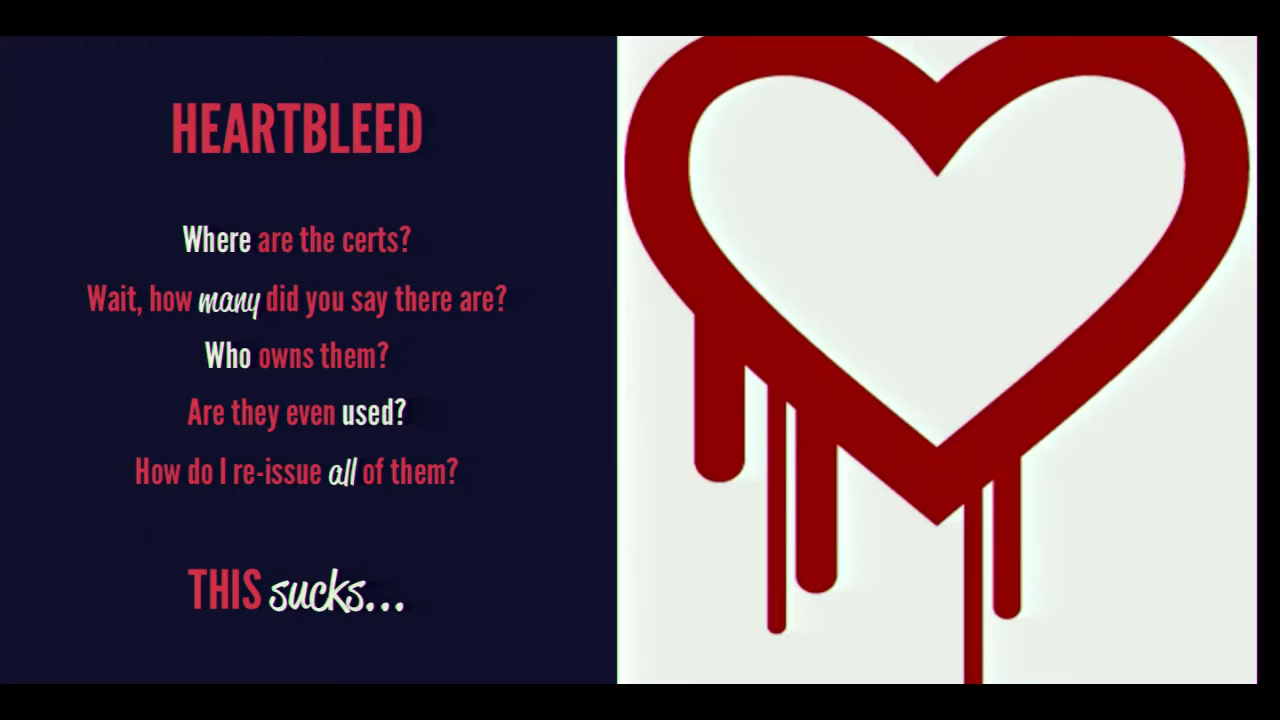 HEARTBLEED
Where are the certs?
Wait, how many did you say there are?
Who owns them?
Are they even used?
How do I re-issue all of them?
THIS sucks...